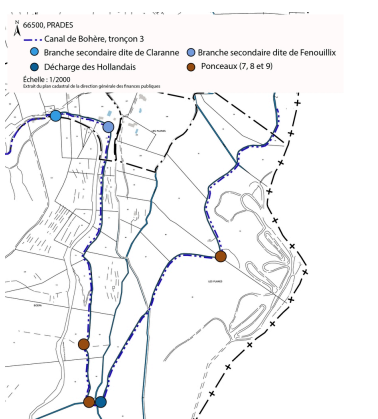 N
66500, PRADES
Canal de Bohère, tronçon 3
Branche secondaire dite de Claranne Branche secondaire dite de Fenouillix
Décharge des Hollandais Ponceaux (7, 8 et 9)
Échelle : 1/2000
Extrait du plan cadastral de la direction générale des finances publiques
LES PLANES